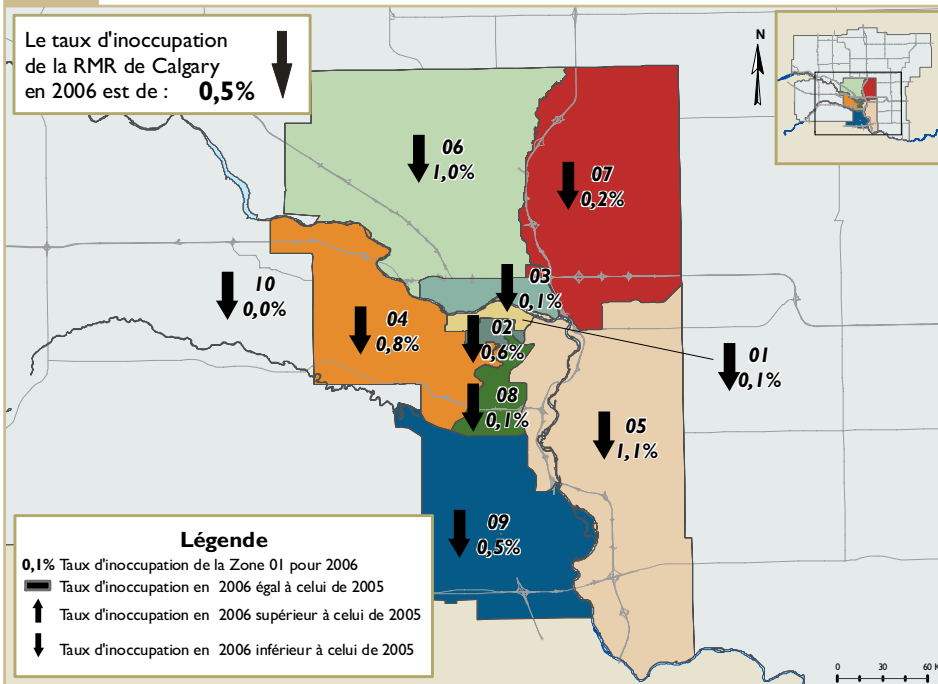 Le taux d'inoccupation
de la RMR de Calgary
en 2006 est de : 0,5%
N
06
1,0%
07
0,2%
03
0,1%
10
0,0%
04
0,8%
02
0,6%
01
0,1%
08
0,1%
05
1,1%
09
0,5%
Légende
0,1% Taux d'inoccupation de la Zone 01 pour 2006
Taux d'inoccupation en 2006 égal à celui de 2005
Taux d'inoccupation en 2006 supérieur à celui de 2005
Taux d'inoccupation en 2006 inférieur à celui de 2005
0 30 60 K